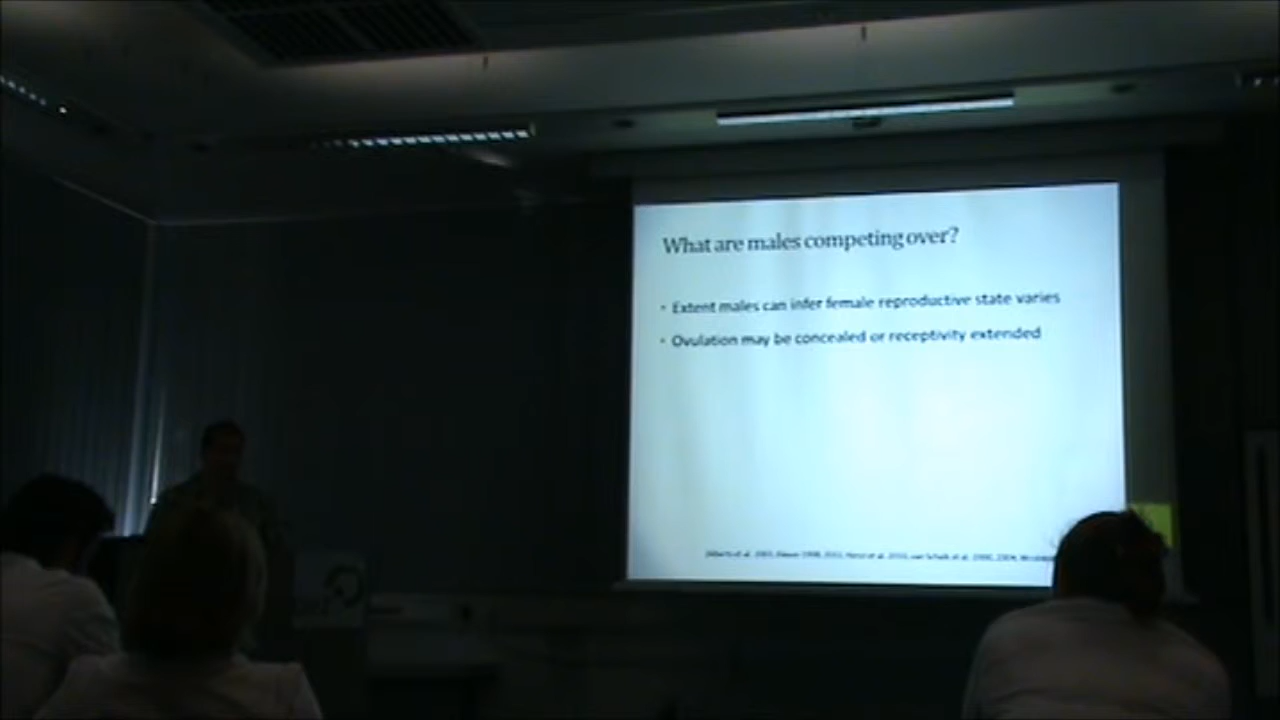 What are males competing over?
• Extent males can infer female reproductive state varies
• Ovulation may be concealed or receptivity extended